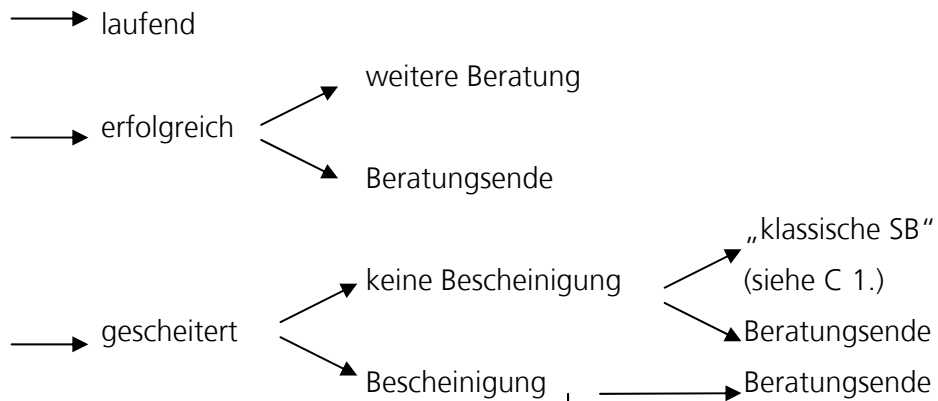 laufend
weitere Beratung
erfolgreich
Beratungsende
„klassische SB“
keine Bescheinigung
(siehe C 1.)
gescheitert
Beratungsende
Bescheinigung
Beratungsende